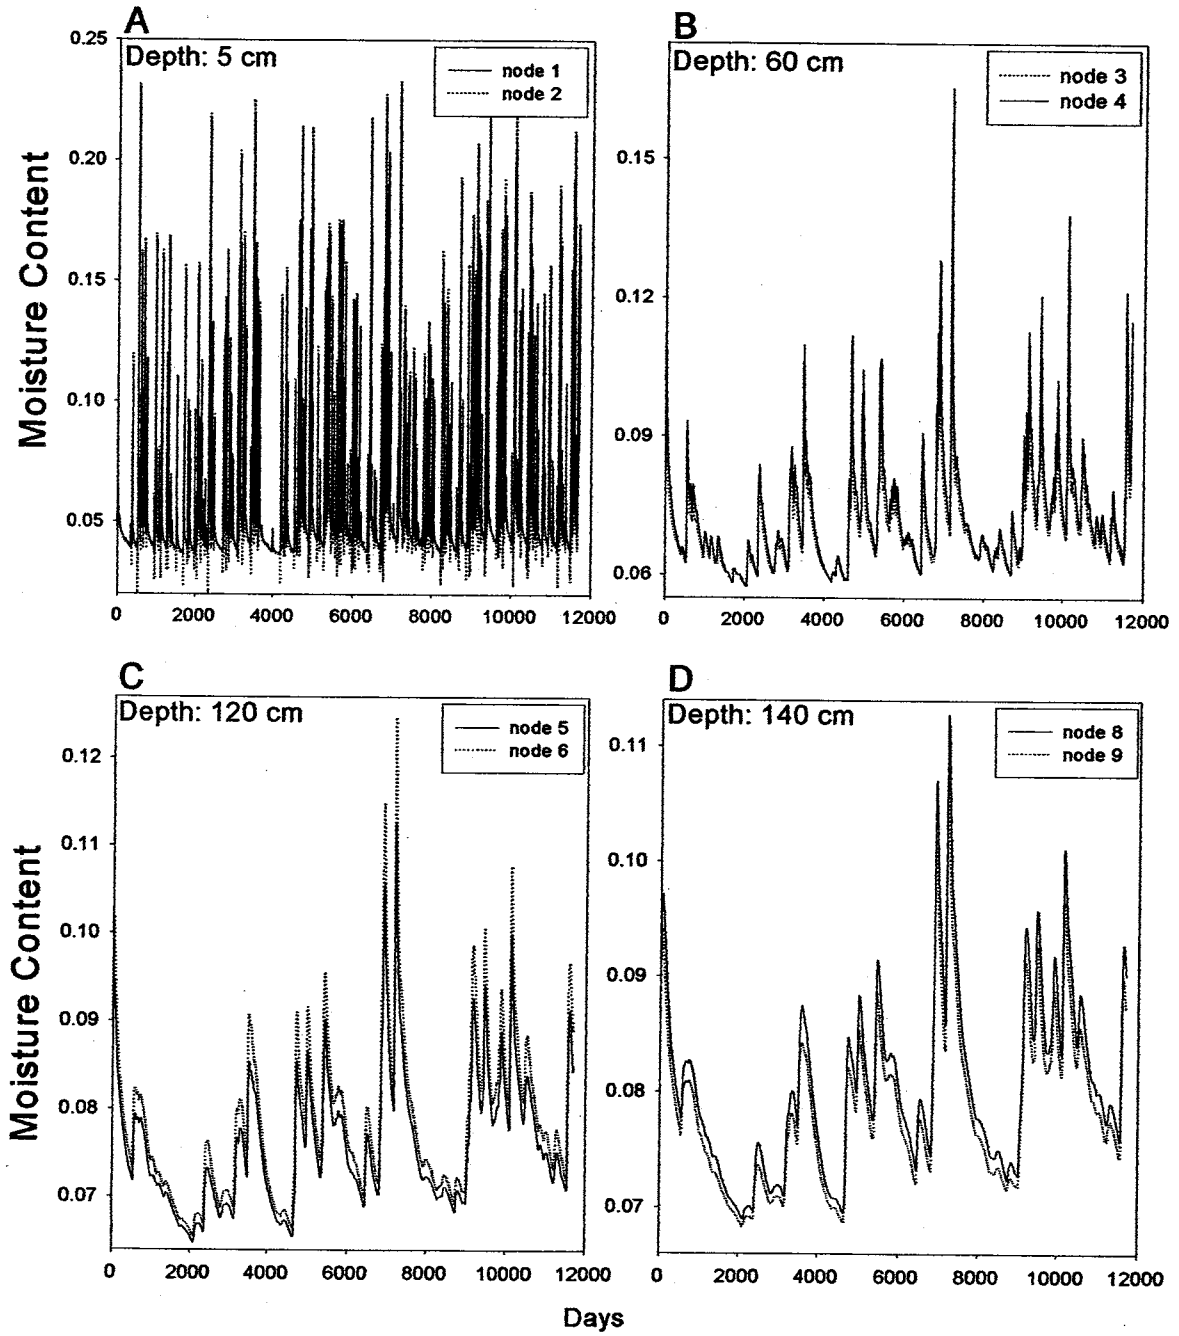 A
B
Depth: 5 cm
node 1
node 2
Depth: 60 cm
node 3
node 4
0.25
0.20
0.15
0.10
0.05
0.15
0.12
0.09
0.06
Moisture Content
0 2000 4000 6000 8000 10000 12000
0 2000 4000 6000 8000 10000 12000
C
D
Depth: 120 cm
node 5
node 6
Depth: 140 cm
node 8
node 9
0.12
0.11
0.10
0.09
0.08
0.07
0.11
0.10
0.09
0.08
0.07
Moisture Content
0 2000 4000 6000 8000 10000 12000
0 2000 4000 6000 8000 10000 12000
Days